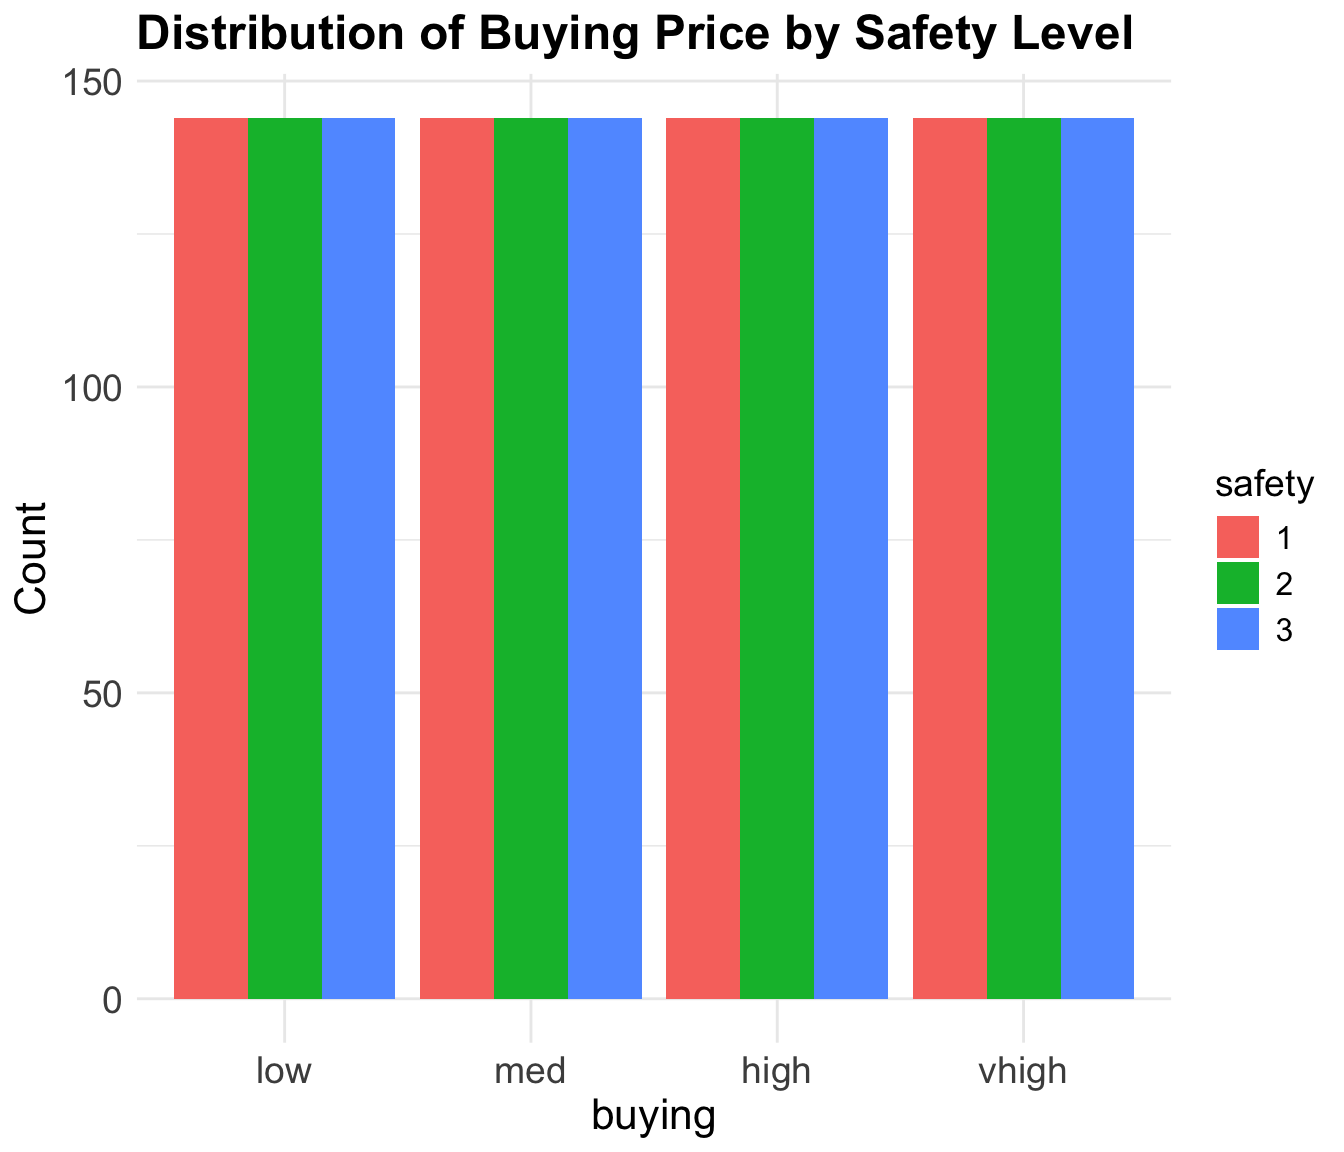 Distribution of Buying Price by Safety Level
150
100
50
0
Count
low med high vhigh
buying
safety
1
2
3